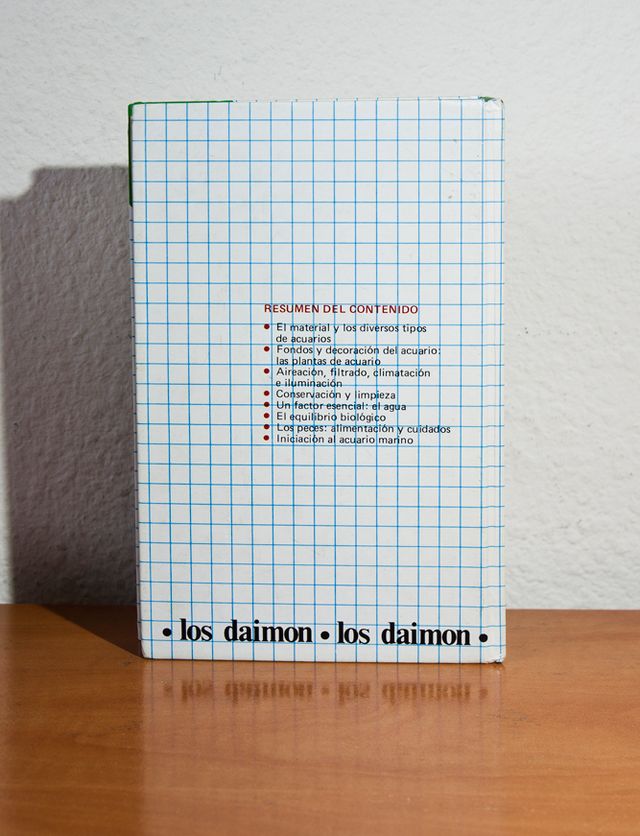 RESUMEN DEL CONTENIDO
• El material y los diversos tipos
de acuarios
• Fondos y decoración del acuario:
las plantas de acuario
• Aireación, filtrado, climatación
e iluminación
• Conservación y limpieza
• Un factor esencial: el agua
• El equilibrio biológico
• Los peces: alimentación y cuidados
• Iniciación al acuario marino
• los daimon • los daimon •